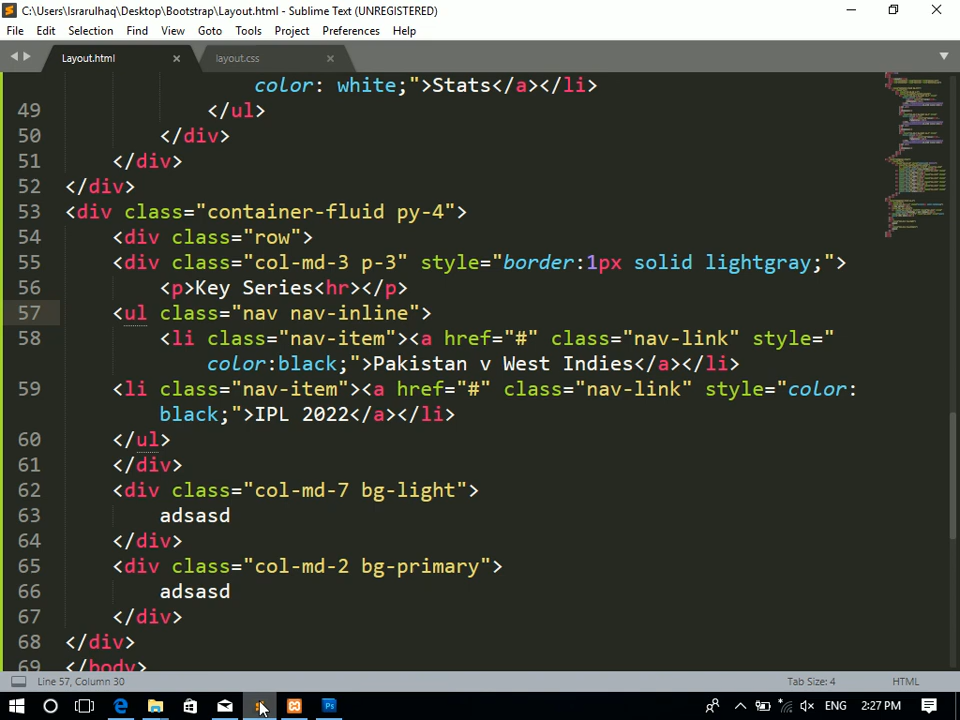 C:\Users\Israrulhaq\Desktop\Bootstrap\Layout.html - Sublime Text (UNREGISTERED)
File Edit Selection Find View Goto Tools Project Preferences Help
Layout.html layout.css
color: white;">Stats</a></li>
49 </ul>
50 </div>
51 </div>
52 </div>
53 <div class="container-fluid py-4">
54 <div class="row">
55 <div class="col-md-3 p-3" style="border:1px solid lightgray;">
56 <p>Key Series<hr></p>
57 <ul class="nav nav-inline">
58 <li class="nav-item"><a href="#" class="nav-link" style="
color:black;">Pakistan v West Indies</a></li>
59 <li class="nav-item"><a href="#" class="nav-link" style="color:
black;">IPL 2022</a></li>
60 </ul>
61 </div>
62 <div class="col-md-7 bg-light">
63 adsasd
64 </div>
65 <div class="col-md-2 bg-primary">
66 adsasd
67 </div>
68 </div>
69 </body>
Line 57, Column 30 Tab Size: 4 HTML
ENG 2:27 PM